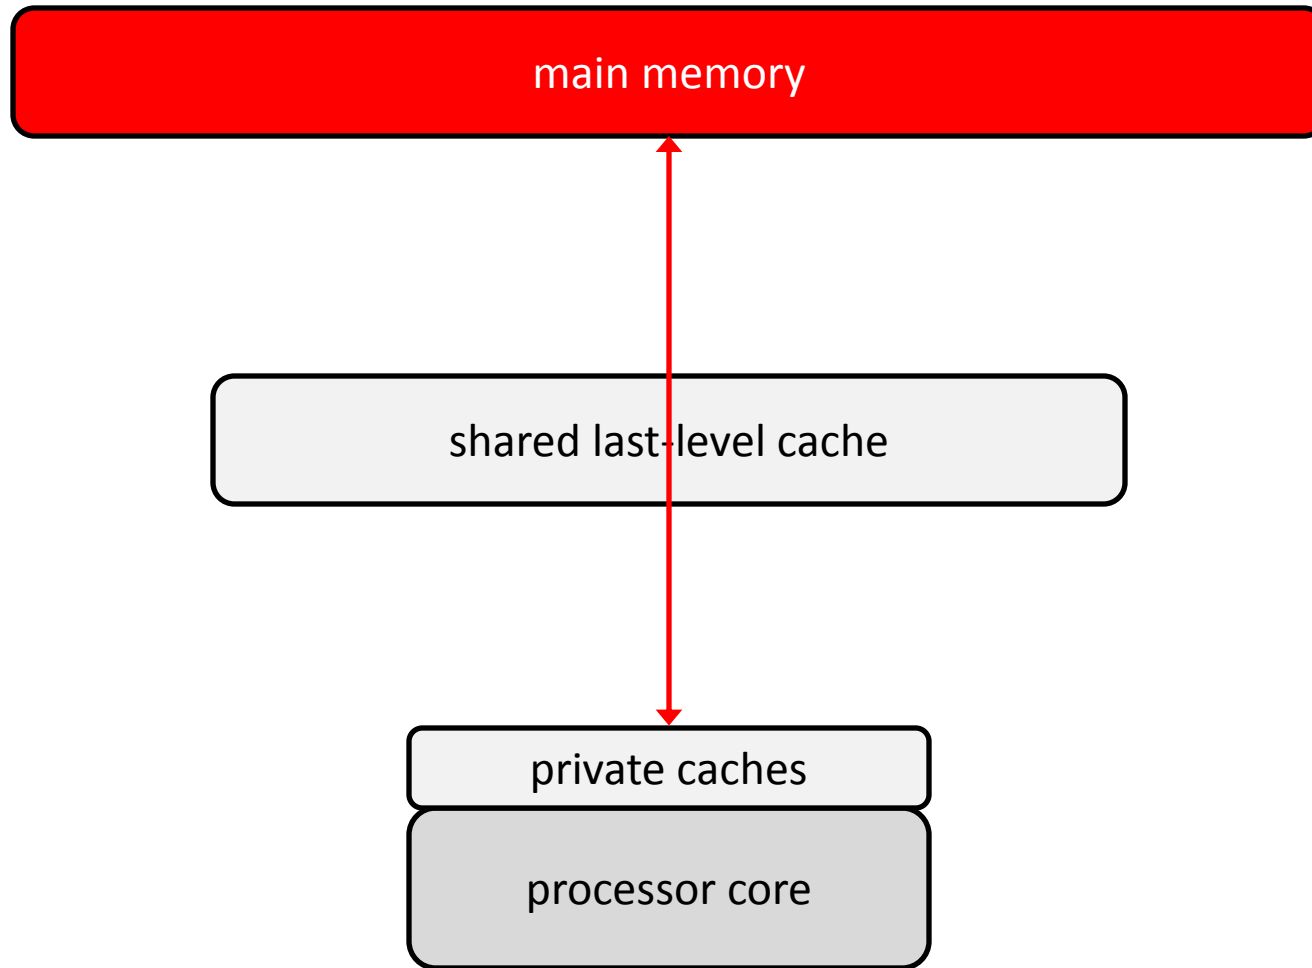 main memory
shared last-level cache
private caches
processor core